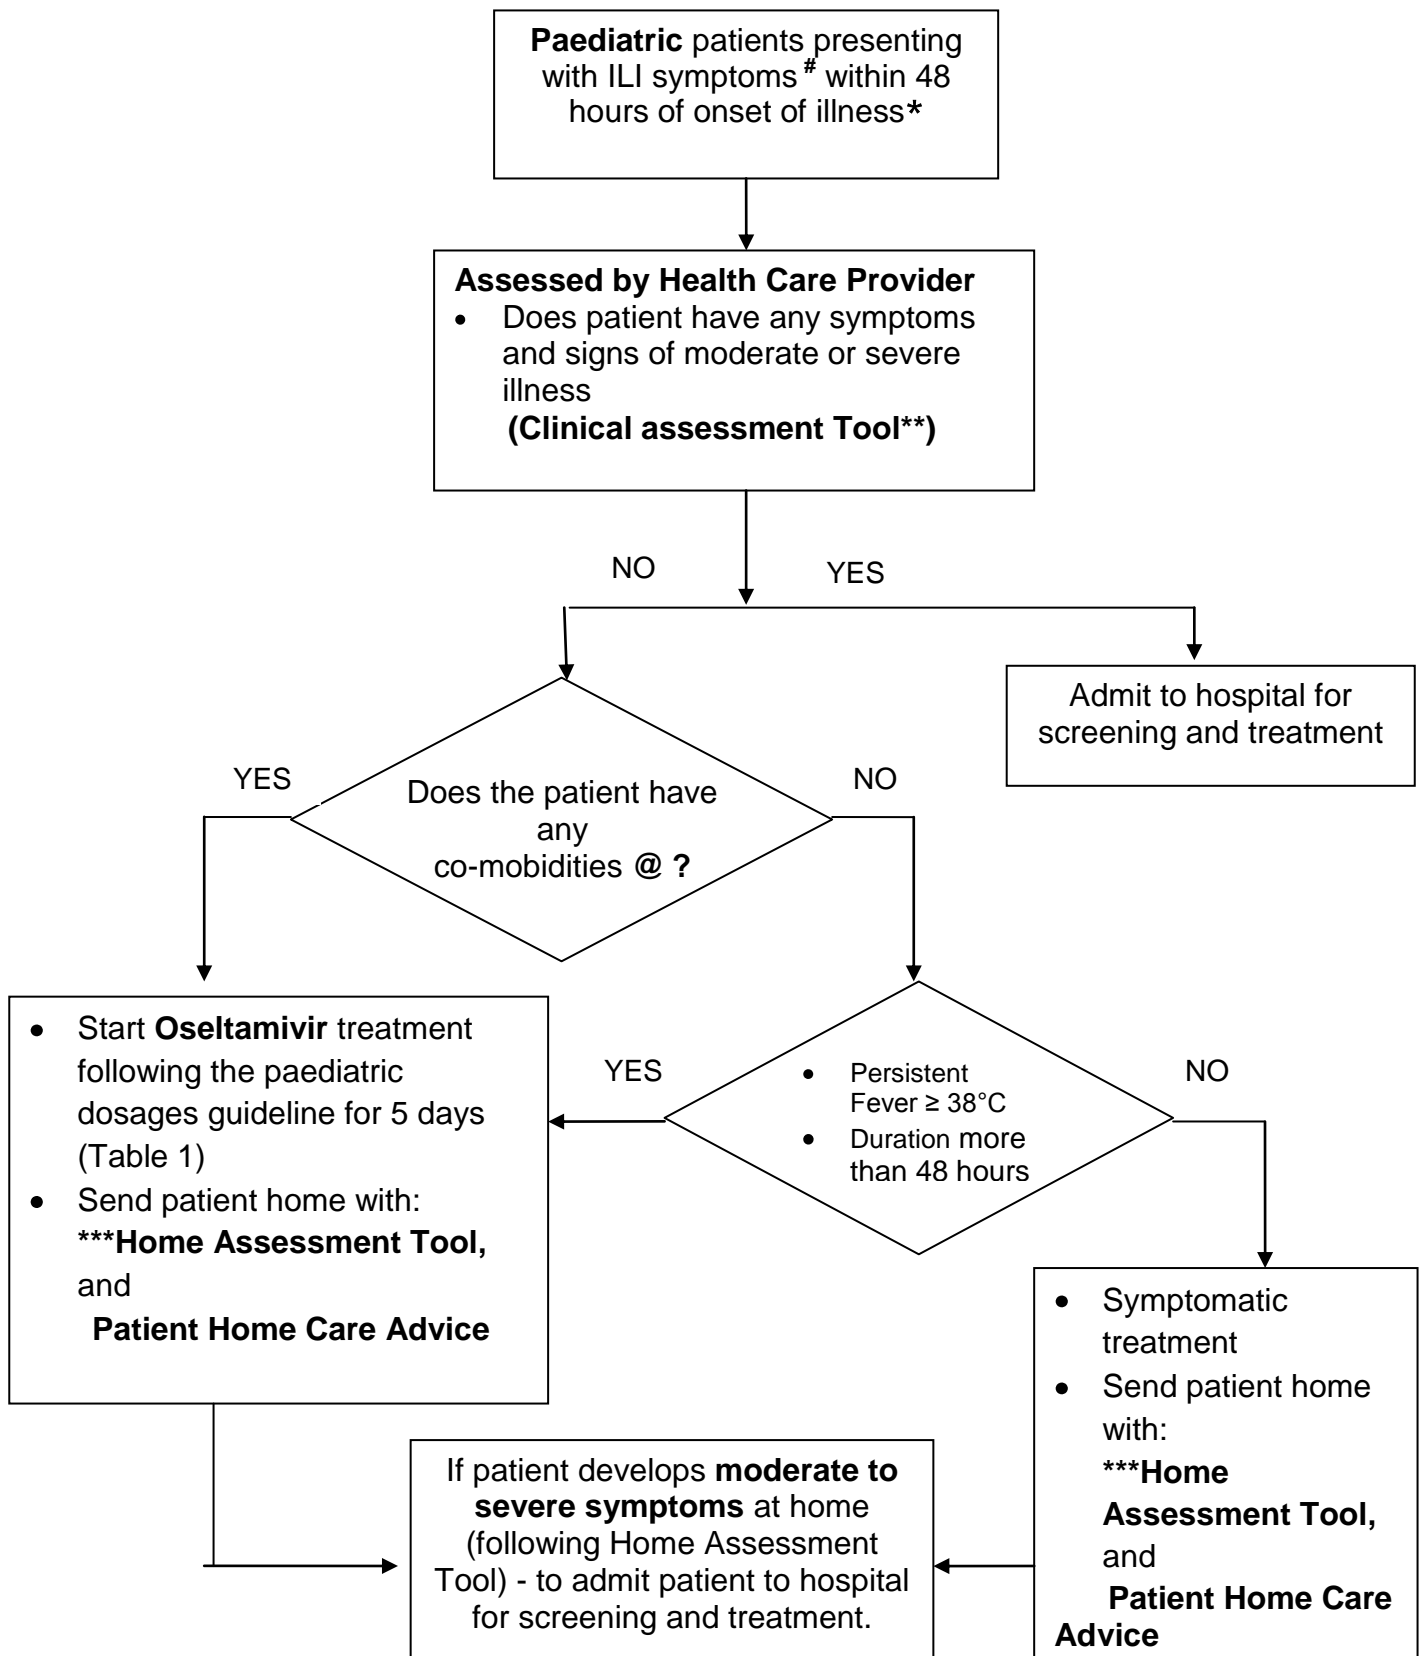 Paediatric patients presenting
with ILI symptoms # within 48
hours of onset of illness*
Assessed by Health Care Provider
• Does patient have any symptoms
and signs of moderate or severe
illness
(Clinical assessment Tool**)
NO
YES
Admit to hospital for
screening and treatment
YES
Does the patient have
any
co-mobidities @ ?
NO
• Start Oseltamivir treatment
following the paediatric
dosages guideline for 5 days
(Table 1)
• Send patient home with:
***Home Assessment Tool,
and
Patient Home Care Advice
YES
• Persistent
Fever ≥ 38°C
• Duration more
than 48 hours
NO
• Symptomatic
treatment
• Send patient home
with:
***Home
Assessment Tool,
and
Patient Home Care
Advice
If patient develops moderate to
severe symptoms at home
(following Home Assessment
Tool) - to admit patient to hospital
for screening and treatment.